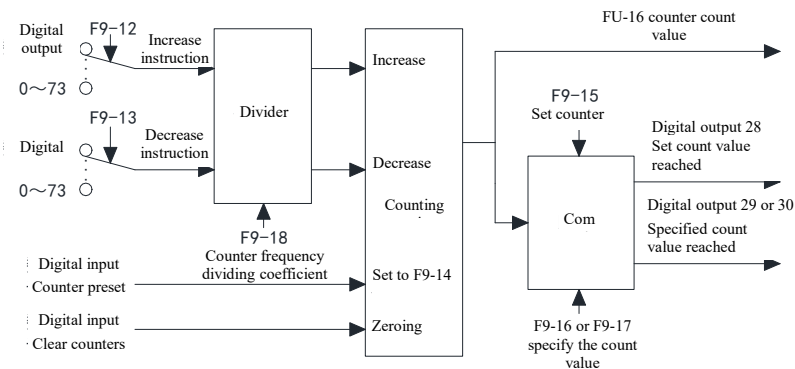 FU-16 counter count
value
Digital
output
F9-12
0～73
Increase
instruction
Digital
F9-13
0～73
Decrease
instruction
Divider
F9-18
Counter frequency
dividing coefficient
Digital input
Counter preset
Digital input
Clear counters
Increase
Decrease
Counting
Set to F9-14
Zeroing
F9-15
Set counter
Com
F9-16 or F9-17
specify the count
value
Digital output 28
Set count value
reached
Digital output 29 or 30
Specified count
value reached